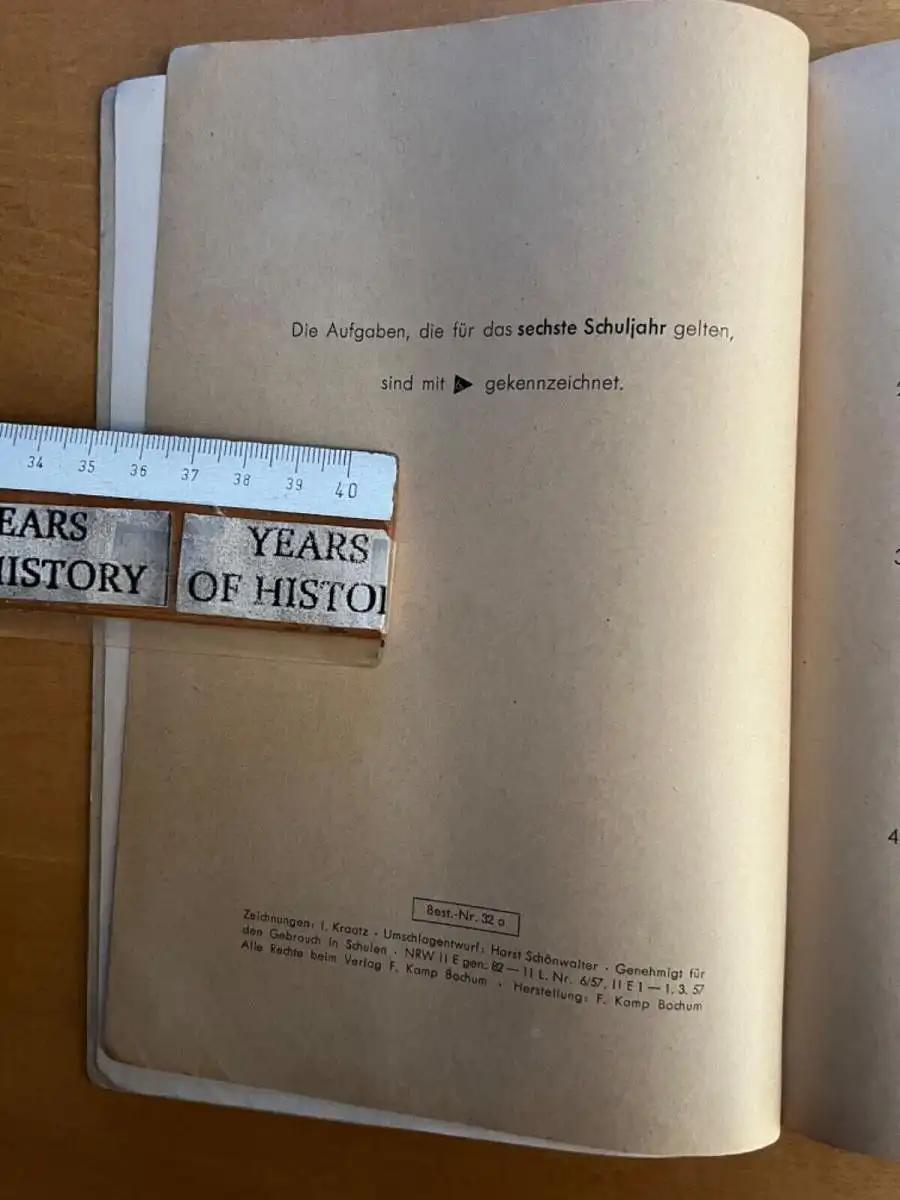 Die Aufgaben, die für das sechste Schuljahr gelten,
sind mit ▶ gekennzeichnet.
34 35 36 37 38 39 40
EARS
HISTORY
YEARS
OF HISTO
Best.-Nr. 32 a
Zeichnungen: I. Kraatz · Umschlagentwurf: Horst Schönwalter · Genehmigt für
den Gebrauch in Schulen · NRW II E gen. 82 — 11 L. Nr. 6/57, II E 1 — 1. 3. 57
Alle Rechte beim Verlag F. Kamp Bochum · Herstellung: F. Kamp Bochum
4